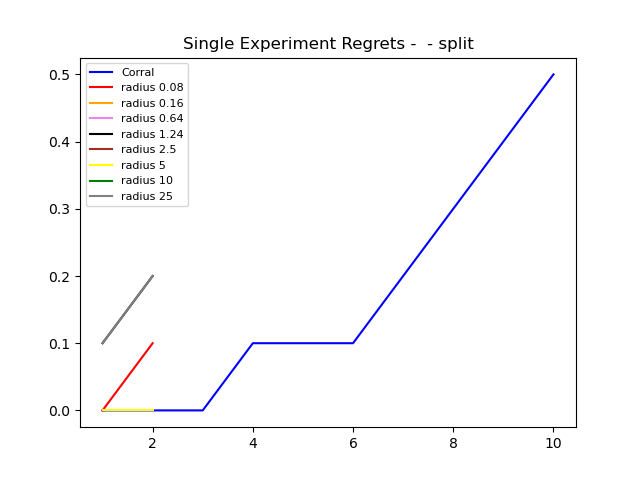 Single Experiment Regrets -  - split
Corral
radius 0.08
radius 0.16
radius 0.64
radius 1.24
radius 2.5
radius 5
radius 10
radius 25
0.5
0.4
0.3
0.2
0.1
0.0
2 4 6 8 10